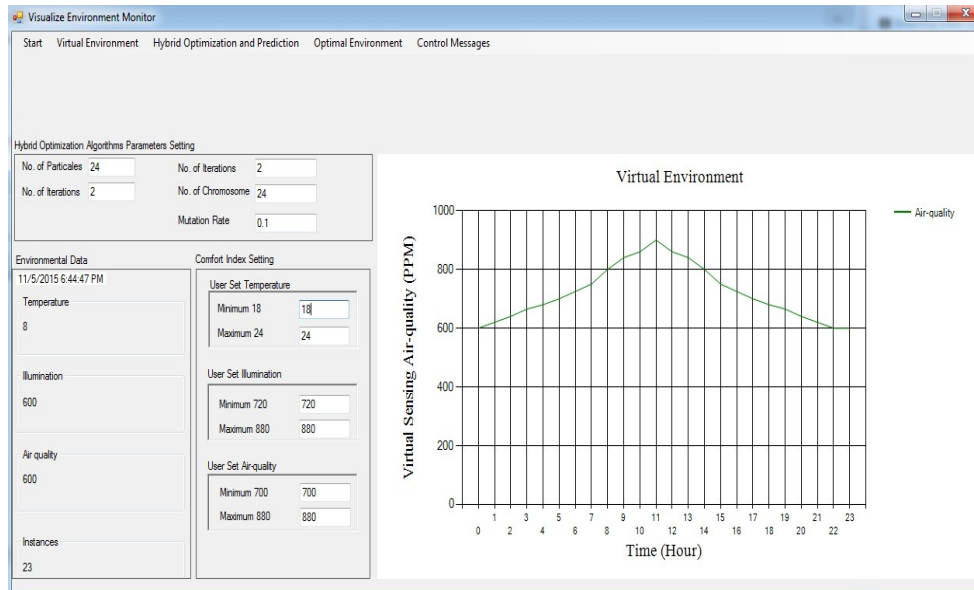 Visualize Environment Monitor
Start Virtual Environment Hybrid Optimization and Prediction Optimal Environment Control Messages
Hybrid Optimization Algorithms Parameters Setting
No. of Particales 24
No. of Iterations 2
No. of Iterations 2
No. of Chromosome 24
Mutation Rate 0.1
Environmental Data
11/5/2015 6:44:47 PM
Temperature
8
Illumination
600
Air quality
600
Instances
23
Comfort Index Setting
User Set Temperature
Minimum 18 18
Maximum 24 24
User Set Illumination
Minimum 720 720
Maximum 880 880
User Set Air-quality
Minimum 700 700
Maximum 880 880
Virtual Environment
Air-quality
Virtual Sensing Air-quality (PPM)
1000
800
600
400
200
0
1 3 5 7 9 11 13 15 17 19 21 23
0 2 4 6 8 10 12 14 16 18 20 22
Time (Hour)